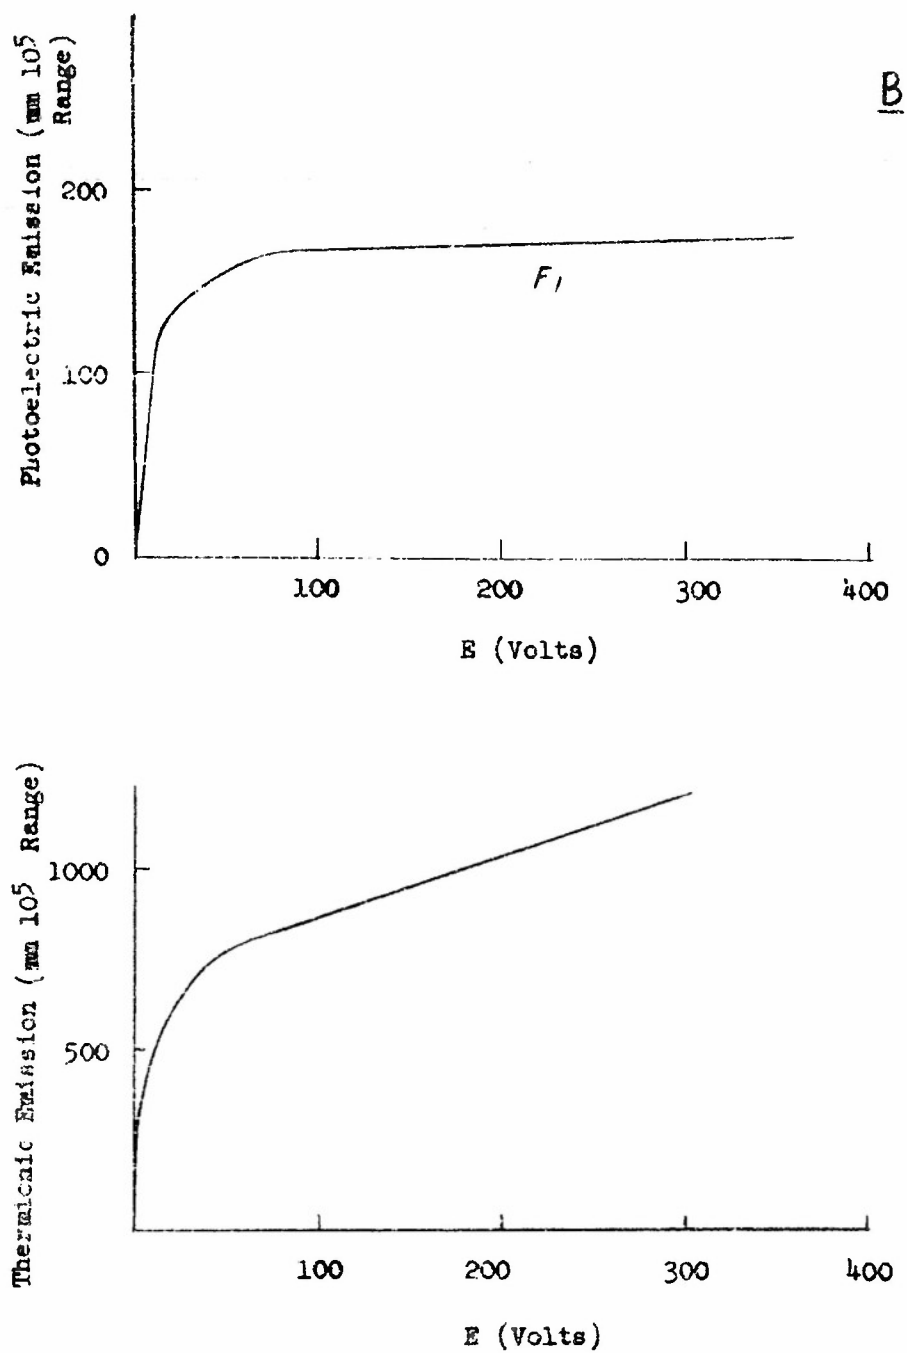 B
Photoelectric Emission (mm 10⁵
Range)
200
100
0
F1
100 200 300 400
E (Volts)
Thermionic Emission (mm 10⁵ Range)
1000
500
100 200 300 400
E (Volts)